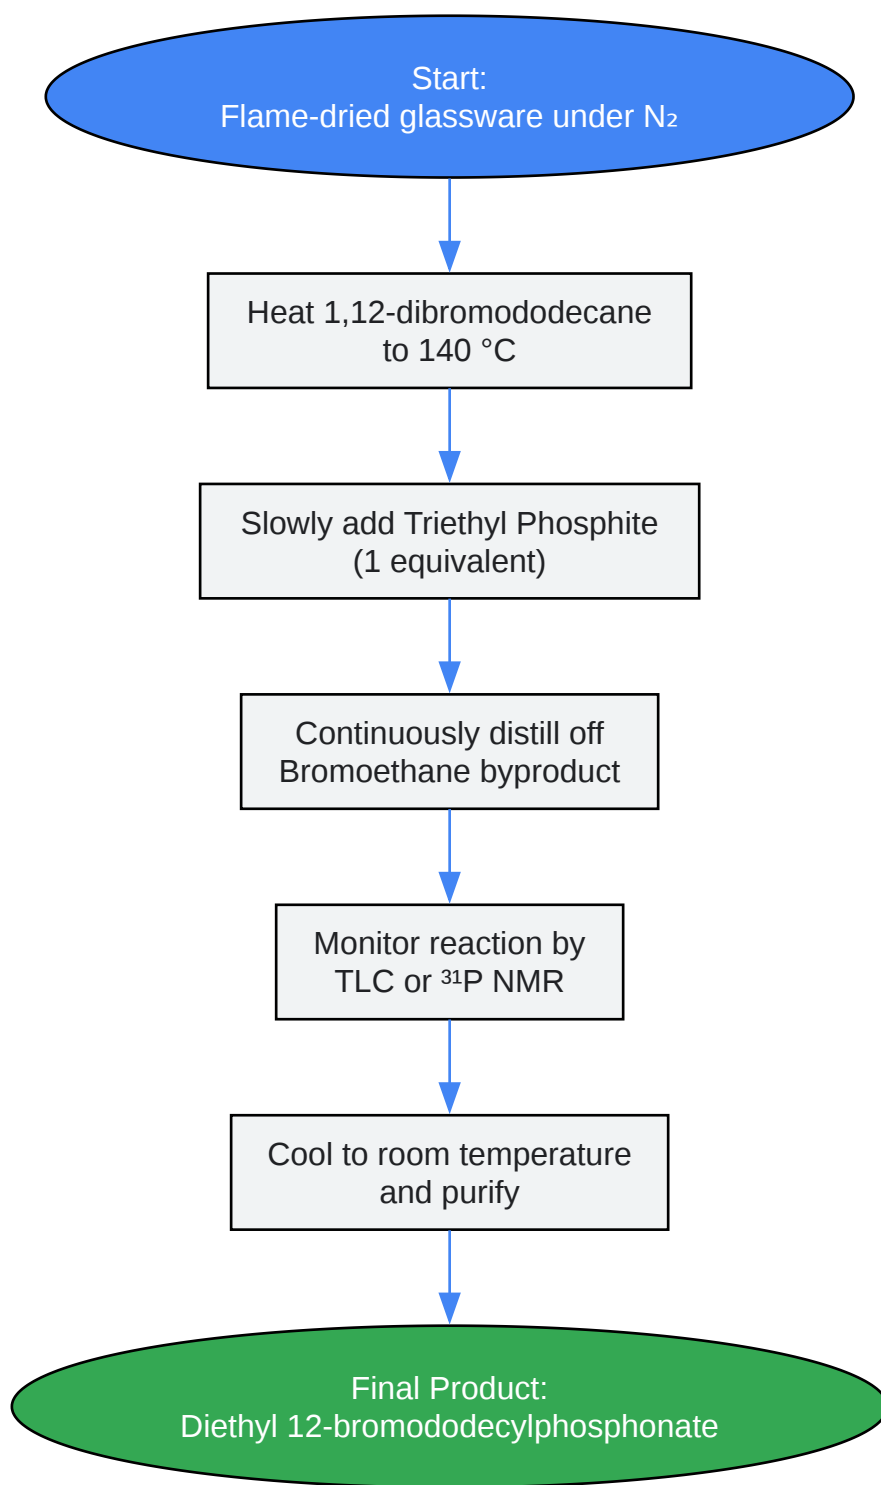 Start:
Flame-dried glassware under N₂
Heat 1,12-dibromododecane
to 140 °C
Slowly add Triethyl Phosphite
(1 equivalent)
Continuously distill off
Bromoethane byproduct
Monitor reaction by
TLC or ³¹P NMR
Cool to room temperature
and purify
Final Product:
Diethyl 12-bromododecylphosphonate